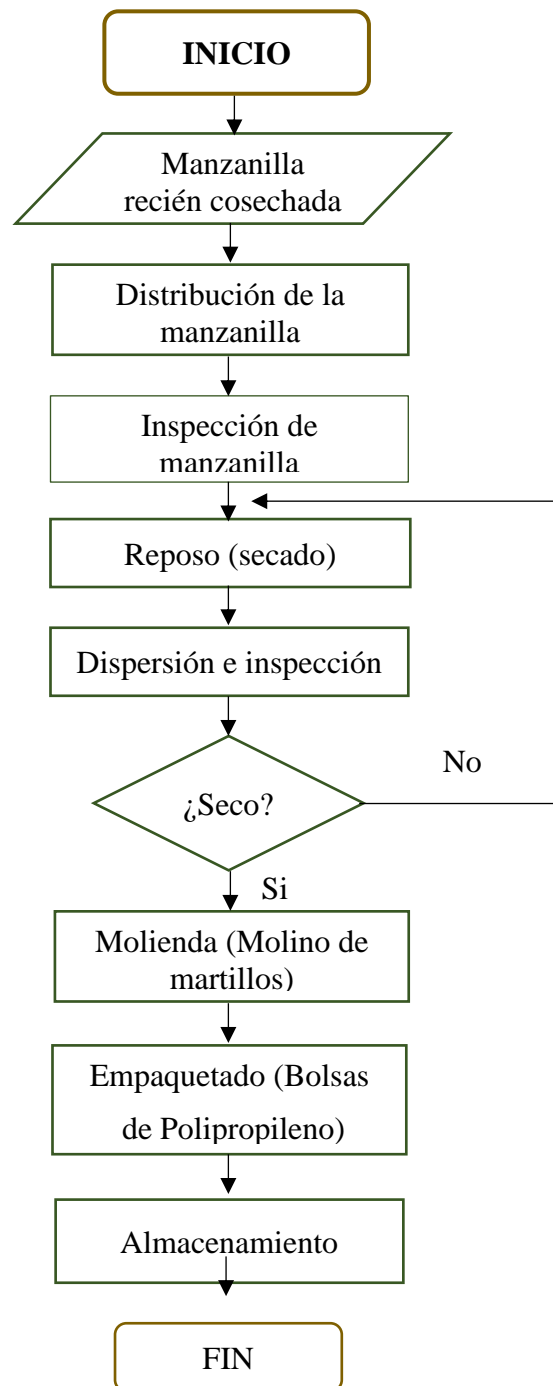 INICIO
Manzanilla
recién cosechada
Distribución de la
manzanilla
Inspección de
manzanilla
Reposo (secado)
Dispersión e inspección
No
¿Seco?
Si
Molienda (Molino de
martillos)
Empaquetado (Bolsas
de Polipropileno)
Almacenamiento
FIN